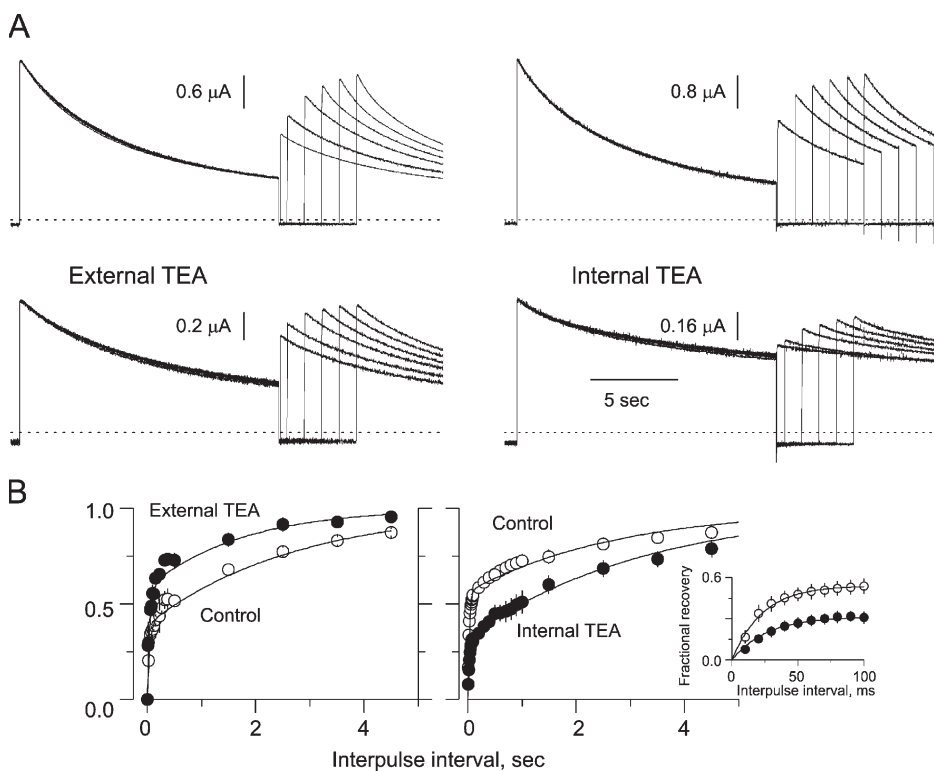 A
0.6 µA
0.8 µA
External TEA
Internal TEA
0.2 µA
0.16 µA
5 sec
B
1.0
External TEA
Control
0.5
Control
Internal TEA
0.0
0 2 4
0 2 4
Interpulse interval, sec
Fractional recovery
0.6
0.0
0 50 100
Interpulse interval, ms